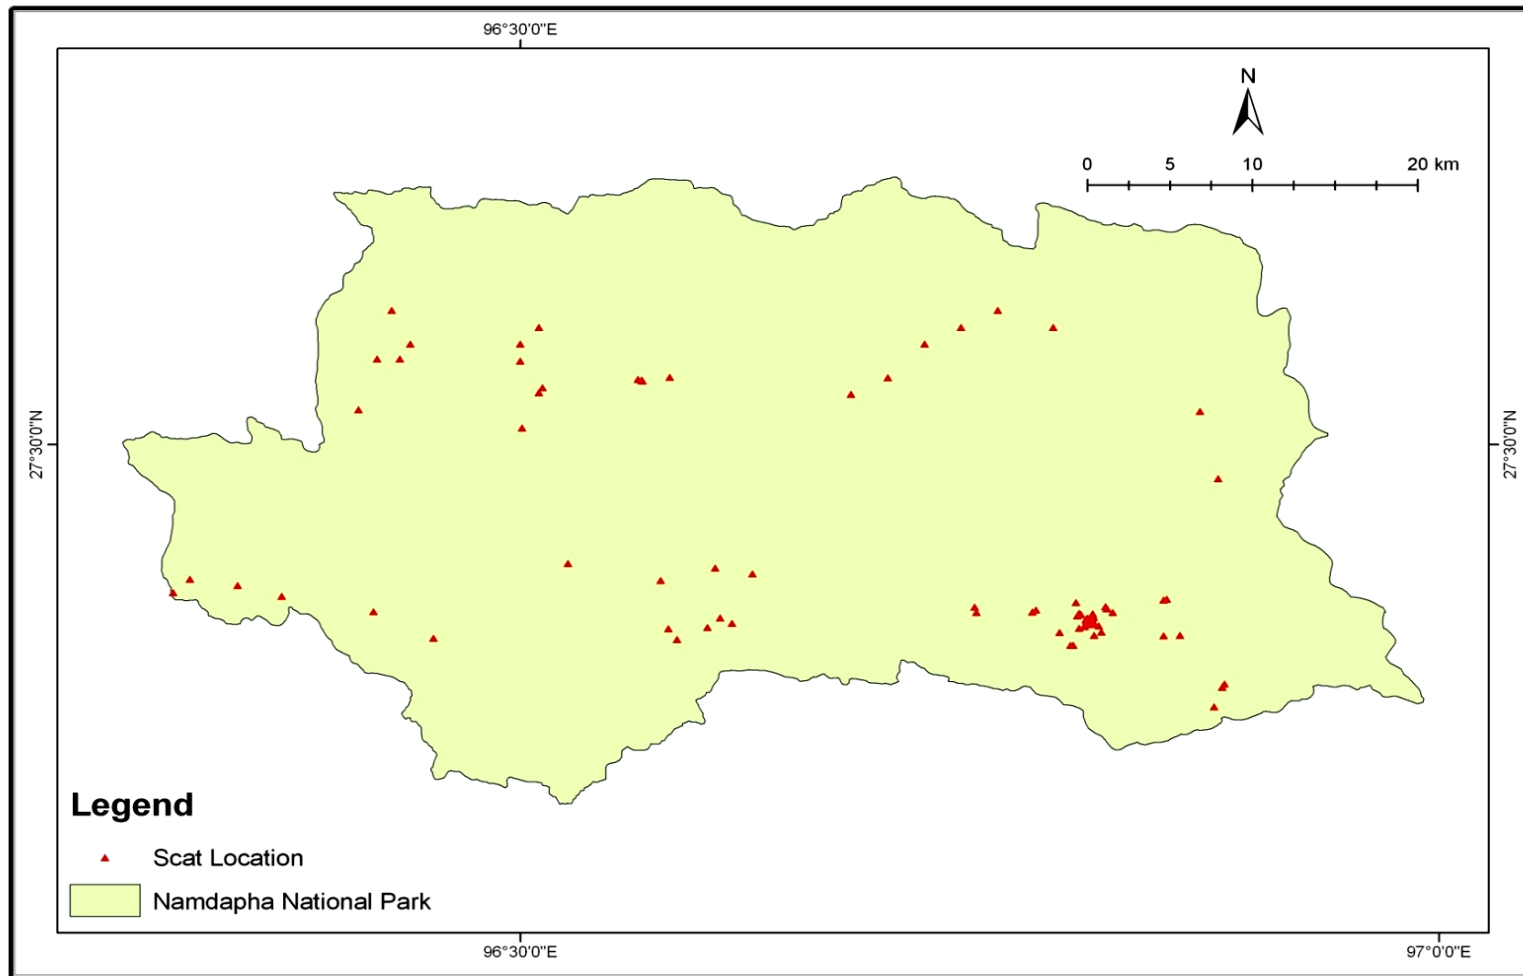 96°30'0"E
N
0 5 10 20 km
27°30'0"N
27°30'0"N
Legend
Scat Location
Namdapha National Park
96°30'0"E
97°0'0"E